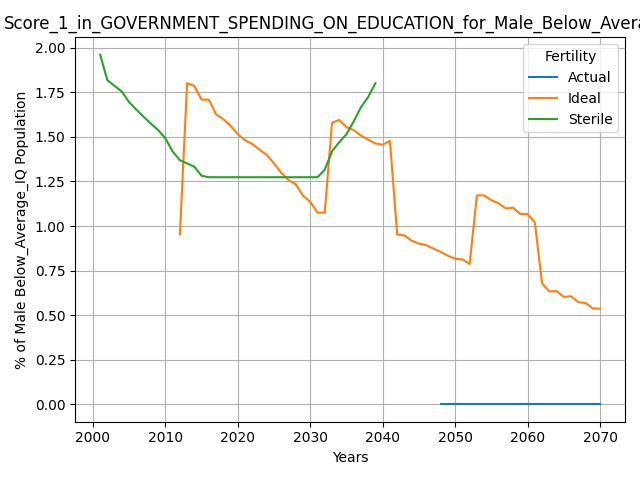 Score_1_in_GOVERNMENT_SPENDING_ON_EDUCATION_for_Male_Below_Avera
Fertility
Actual
Ideal
Sterile
% of Male Below_Average_IQ Population
2.00
1.75
1.50
1.25
1.00
0.75
0.50
0.25
0.00
2000 2010 2020 2030 2040 2050 2060 2070
Years